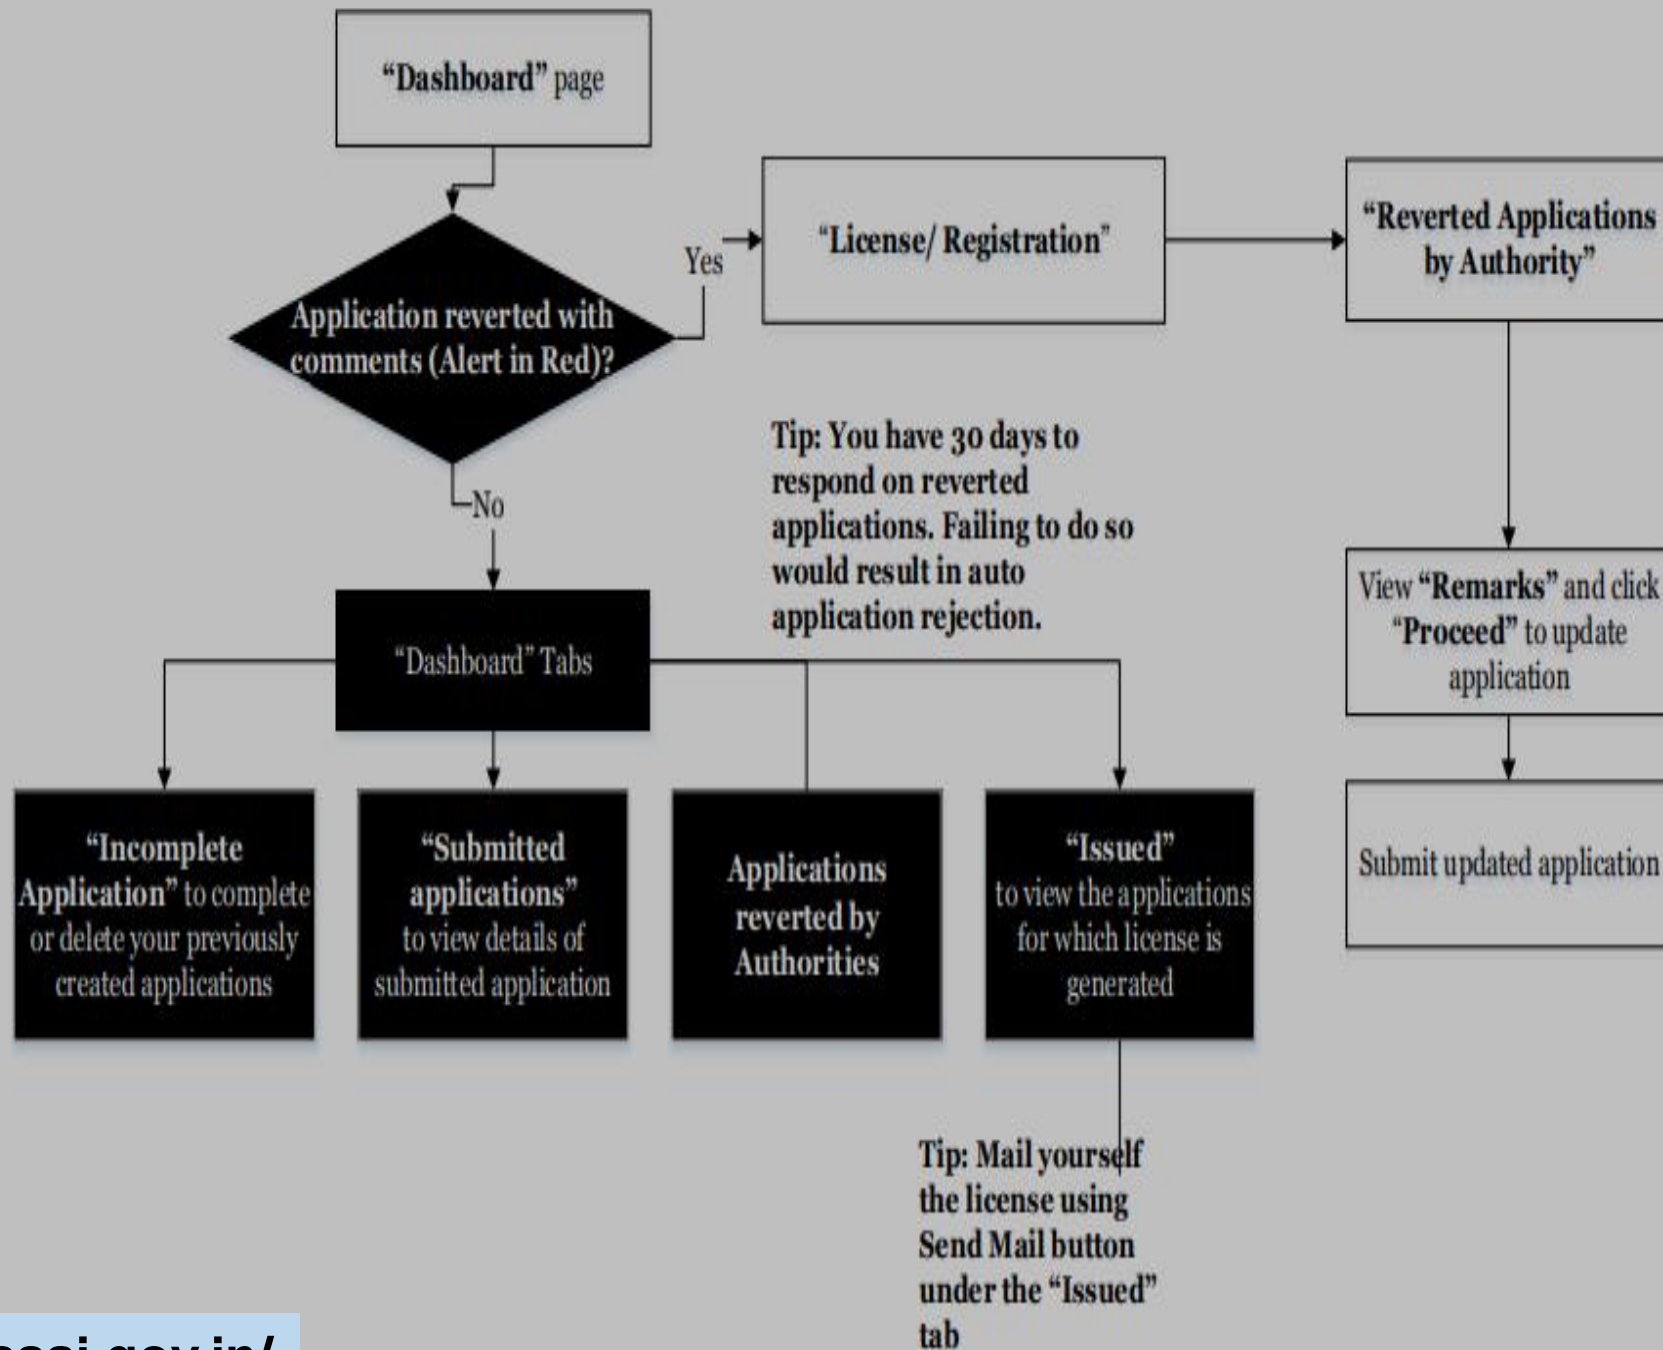 “Dashboard” page
“License/ Registration”
“Reverted Applications
by Authority”
Yes
Application reverted with
comments (Alert in Red)?
No
Tip: You have 30 days to
respond on reverted
applications. Failing to do so
would result in auto
application rejection.
View “Remarks” and click
“Proceed” to update
application
“Dashboard” Tabs
“Incomplete
Application” to complete
or delete your previously
created applications
“Submitted
applications”
to view details of
submitted application
Applications
reverted by
Authorities
“Issued”
to view the applications
for which license is
generated
Submit updated application
Tip: Mail yourself
the license using
Send Mail button
under the “Issued”
tab